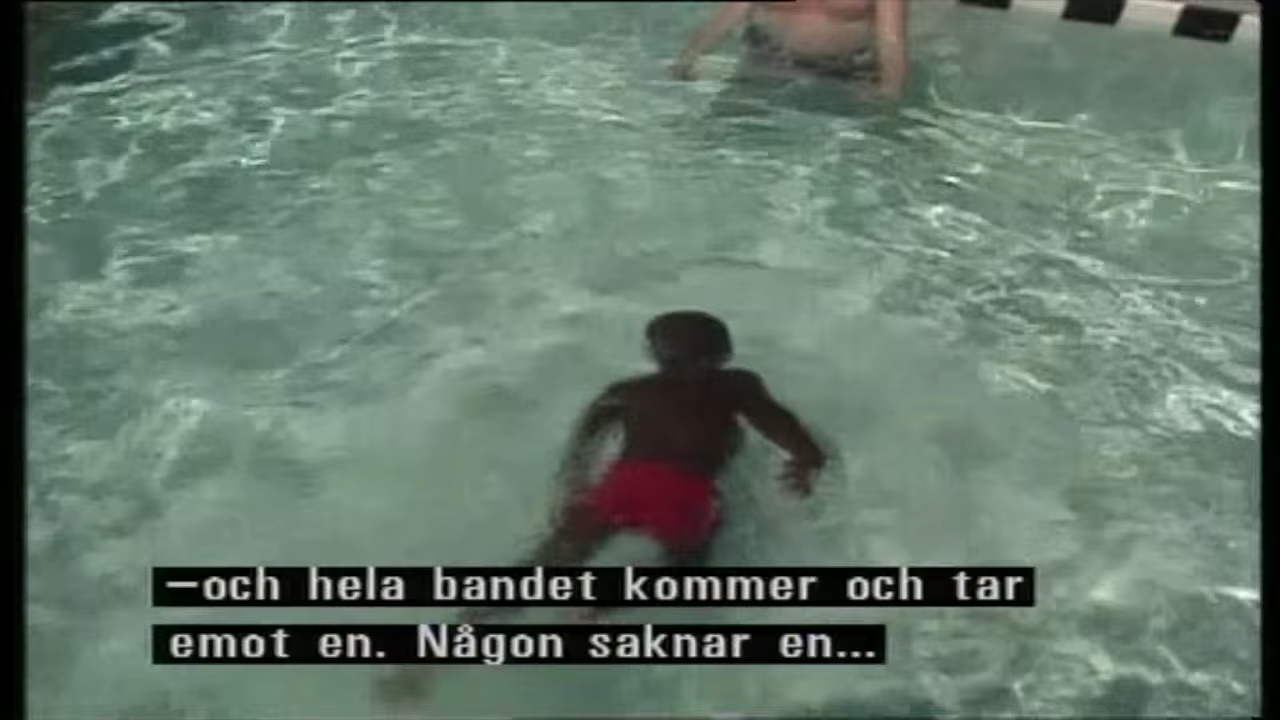 –och hela bandet kommer och tar
emot en. Någon saknar en...